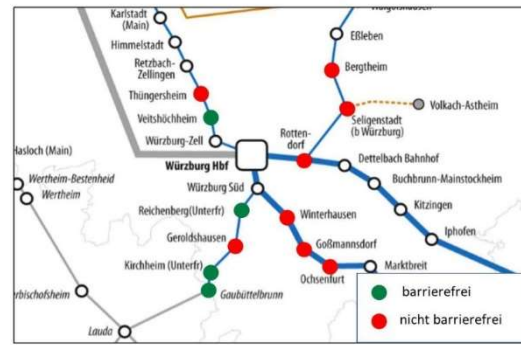 Karlstadt
(Main)
Himmelstadt
Retzbach-
Zellingen
Thüngersheim
Veitshöchheim
Würzburg-Zell
Würzburg Hbf
Eßleben
Bergtheim
Seligenstadt
(b Würzburg)
Volkach-Astheim
Rotten-
dorf
Dettelbach Bahnhof
Buchbrunn-Mainstockheim
Kitzingen
Iphofen
Würzburg Süd
Reichenberg(Unterfr)
Geroldshausen
Kirchheim (Unterfr)
Gaubüttelbrunn
Winterhausen
Goßmannsdorf
Ochsenfurt
Marktbreit
Hasloch (Main)
Wertheim-Bestenheid
Wertheim
Lauda
barrierefrei
nicht barrierefrei